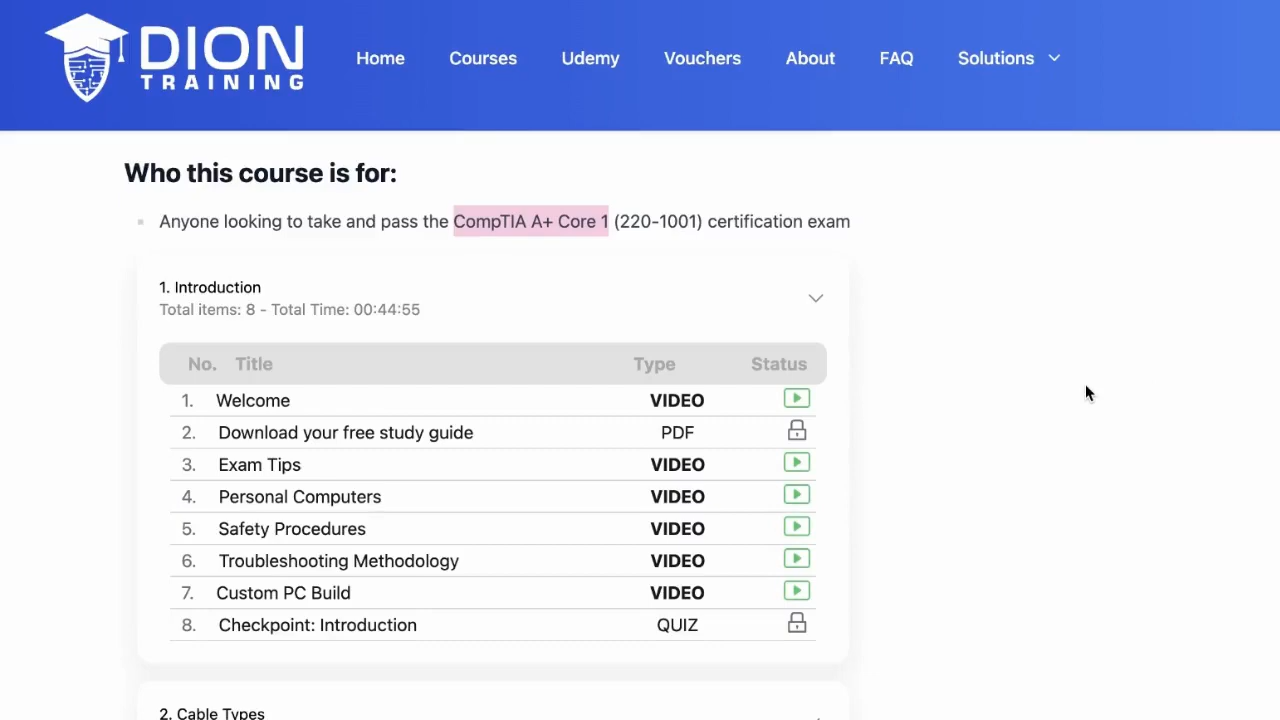 DION
TRAINING
Home Courses Udemy Vouchers About FAQ Solutions
Who this course is for:
Anyone looking to take and pass the CompTIA A+ Core 1 (220-1001) certification exam
1. Introduction
Total items: 8 - Total Time: 00:44:55
No. Title Type Status
1. Welcome VIDEO
2. Download your free study guide PDF
3. Exam Tips VIDEO
4. Personal Computers VIDEO
5. Safety Procedures VIDEO
6. Troubleshooting Methodology VIDEO
7. Custom PC Build VIDEO
8. Checkpoint: Introduction QUIZ
2. Cable Types